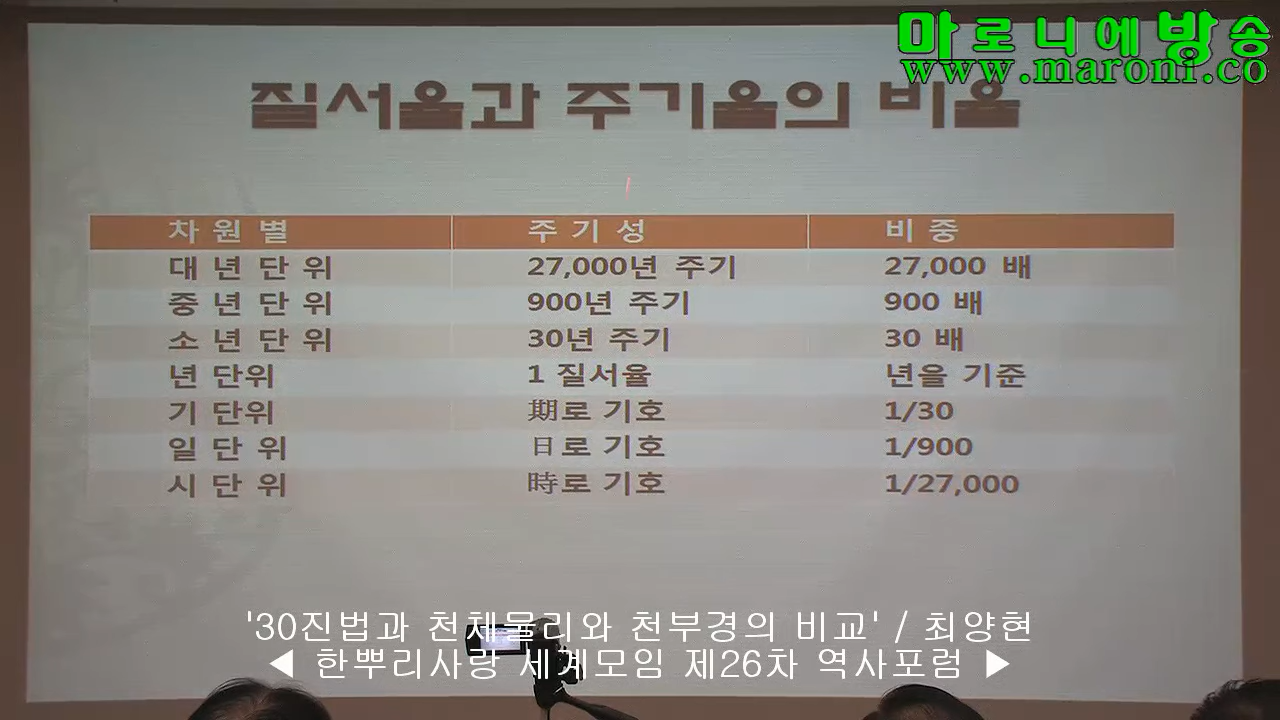 마로니에방송
www.maroni.co
질서율과 주기율의 비율
차 원 별 주 기 성 비 중
대 년 단 위 27,000년 주기 27,000 배
중 년 단 위 900년 주기 900 배
소 년 단 위 30년 주기 30 배
년 단위 1 질서율 년을 기준
기 단위 期로 기호 1/30
일 단 위 日로 기호 1/900
시 단 위 時로 기호 1/27,000
'30진법과 천체물리와 천부경의 비교' / 최양현
◀ 한뿌리사랑 세계모임 제26차 역사포럼 ▶